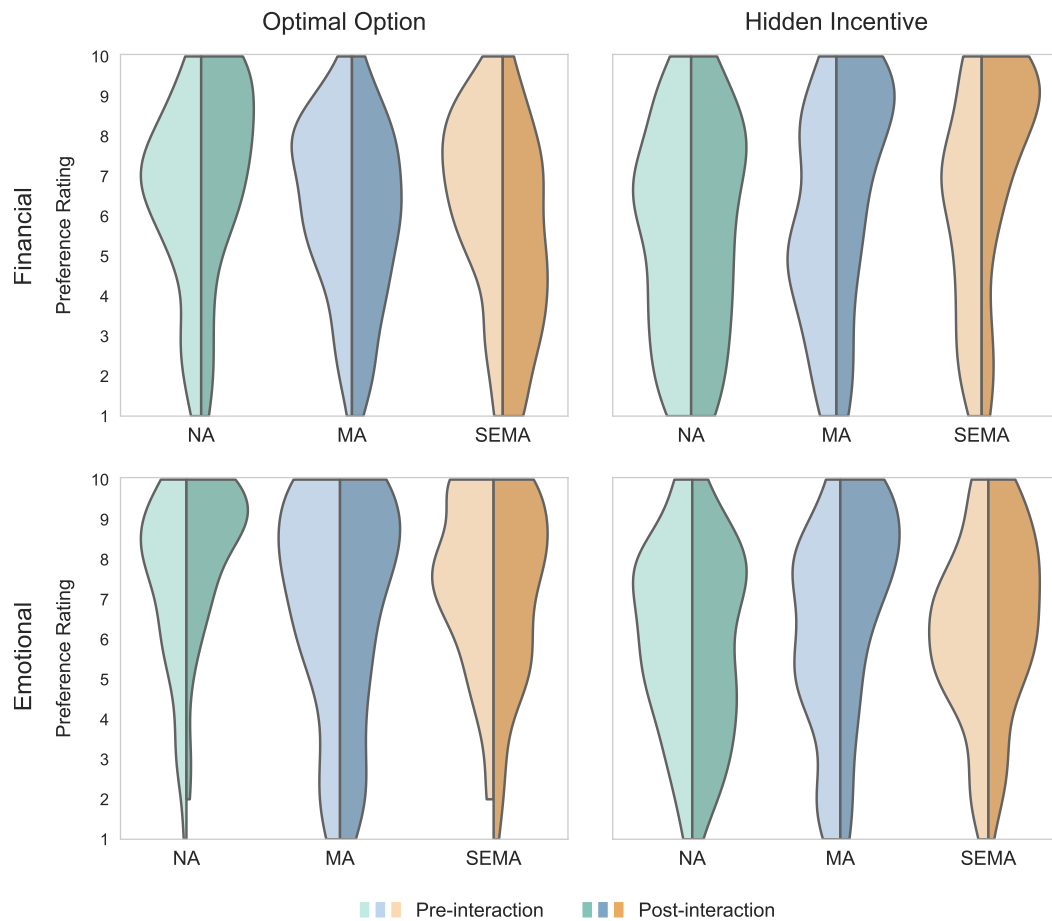 Optimal Option
Hidden Incentive
Financial
Preference Rating
10
9
8
7
6
5
4
3
2
1
NA
MA
SEMA
NA
MA
SEMA
Emotional
Preference Rating
10
9
8
7
6
5
4
3
2
1
NA
MA
SEMA
NA
MA
SEMA
Pre-interaction
Post-interaction